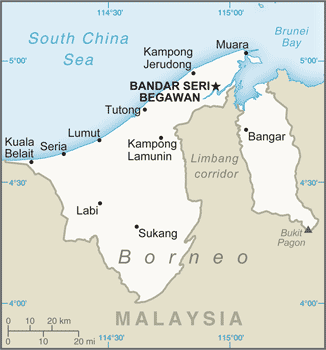 114°30'
115°00'
South China
Sea
Brunei
Bay
Kampong
Jerudong
Muara
5°00'
5°00'
BANDAR SERI
BEGAWAN
Tutong
Kuala
Belait
Seria
Lumut
Kampong
Lamunin
Limbang
corridor
Bangar
4°30'
4°30'
Labi
Sukang
Bukit
Pagon
Borneo
4°00'
4°00'
MALAYSIA
0 10 20 km
0 10 20 mi
114°30'
115°00'